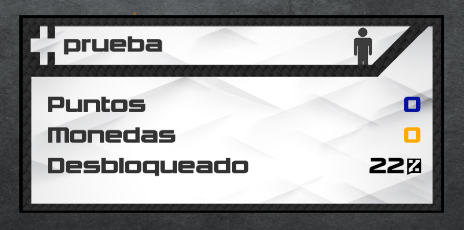 prueba
Puntos 0
Monedas 0
Desbloqueado 22%